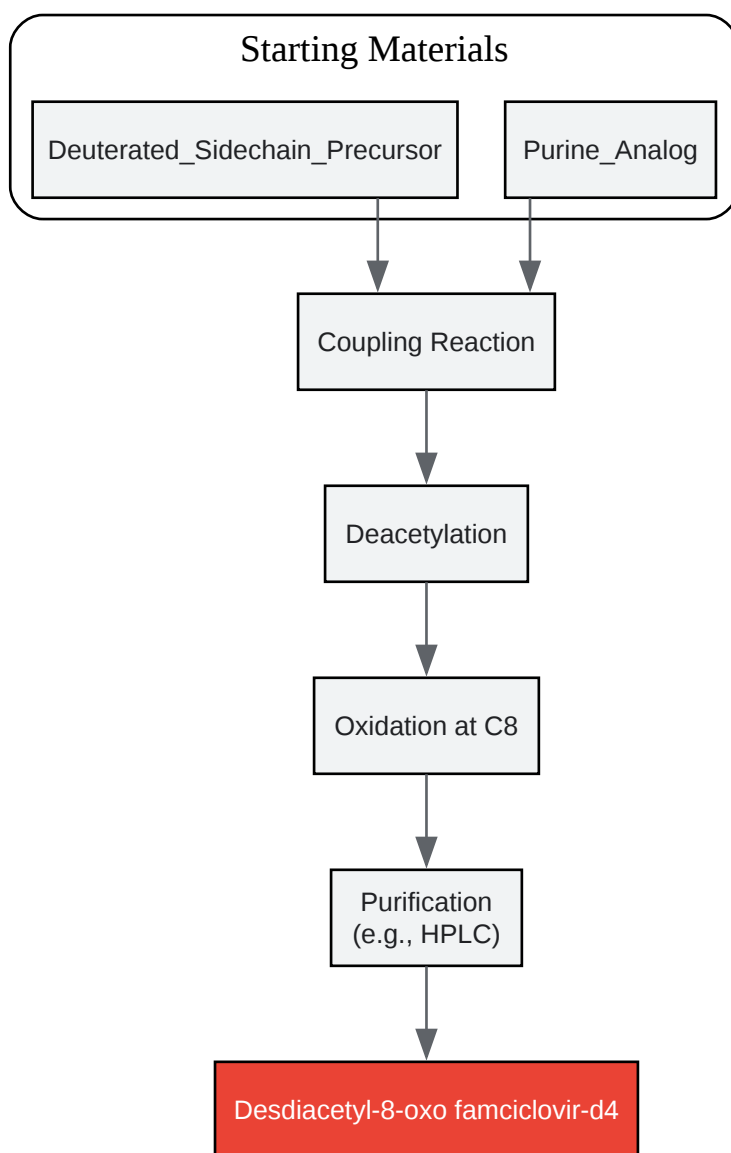 Starting Materials
Deuterated_Sidechain_Precursor
Purine_Analog
Coupling Reaction
Deacetylation
Oxidation at C8
Purification
(e.g., HPLC)
Desdiacetyl-8-oxo famciclovir-d4